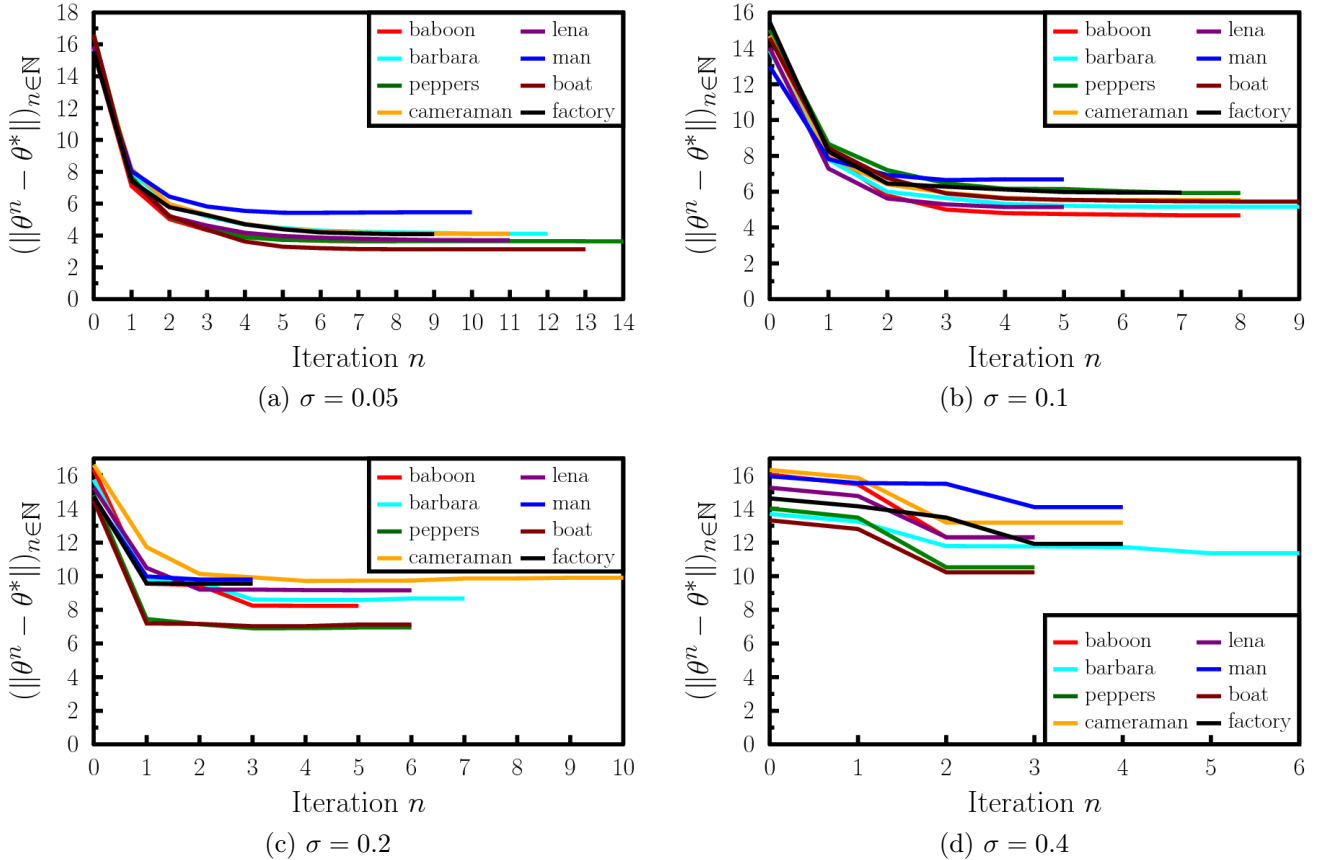 18
16
14
12
10
8
6
4
2
0
(‖θⁿ − θ*‖)ₙ∈ℕ
baboon lena
barbara man
peppers boat
cameraman factory
0 1 2 3 4 5 6 7 8 9 10 11 12 13 14
Iteration n
(a) σ = 0.05
16
14
12
10
8
6
4
2
0
(‖θⁿ − θ*‖)ₙ∈ℕ
baboon lena
barbara man
peppers boat
cameraman factory
0 1 2 3 4 5 6 7 8 9
Iteration n
(b) σ = 0.1
16
14
12
10
8
6
4
2
0
(‖θⁿ − θ*‖)ₙ∈ℕ
baboon lena
barbara man
peppers boat
cameraman factory
0 1 2 3 4 5 6 7 8 9 10
Iteration n
(c) σ = 0.2
16
14
12
10
8
6
4
2
0
(‖θⁿ − θ*‖)ₙ∈ℕ
baboon lena
barbara man
peppers boat
cameraman factory
0 1 2 3 4 5 6
Iteration n
(d) σ = 0.4